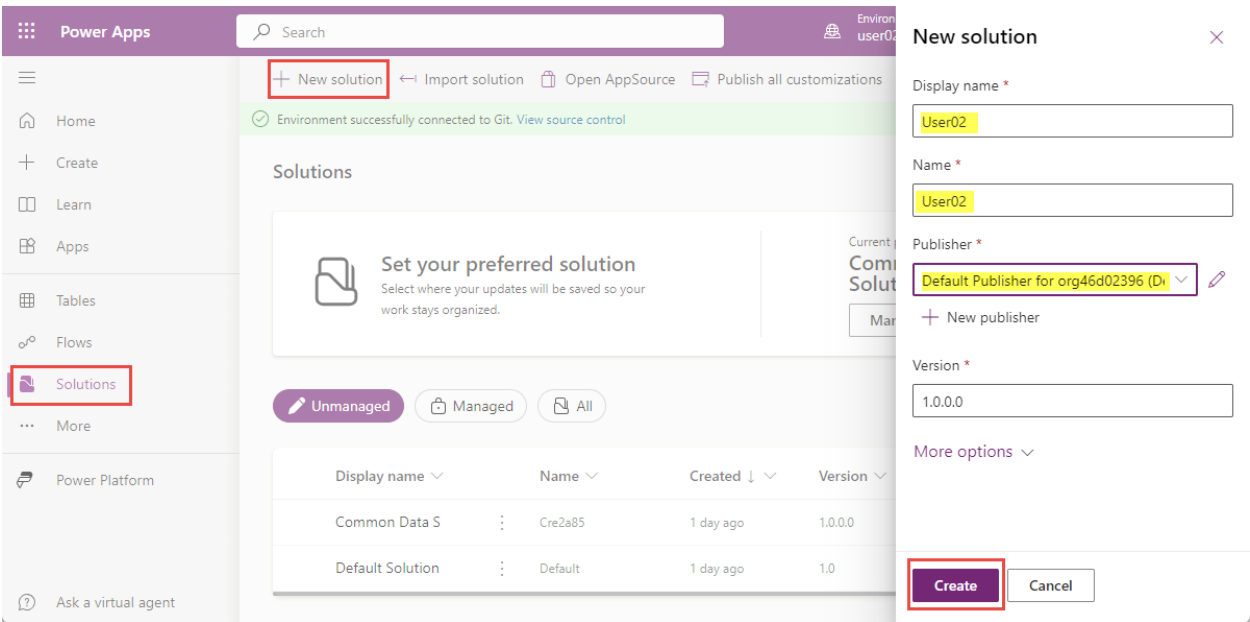 Power Apps
Search
Environ
user02
New solution
Import solution
Open AppSource
Publish all customizations
Environment successfully connected to Git. View source control
Home
Create
Learn
Apps
Tables
Flows
Solutions
More
Power Platform
Ask a virtual agent
Solutions
Set your preferred solution
Select where your updates will be saved so your
work stays organized.
Current
Solut
Unmanaged
Managed
All
Display name
Name
Created ↓
Version
Common Data S
Cre2a85
1 day ago
1.0.0.0
Default Solution
Default
1 day ago
1.0
New solution
Display name *
User02
Name *
User02
Publisher *
Default Publisher for org46d02396 (D
New publisher
Version *
1.0.0.0
More options
Create
Cancel